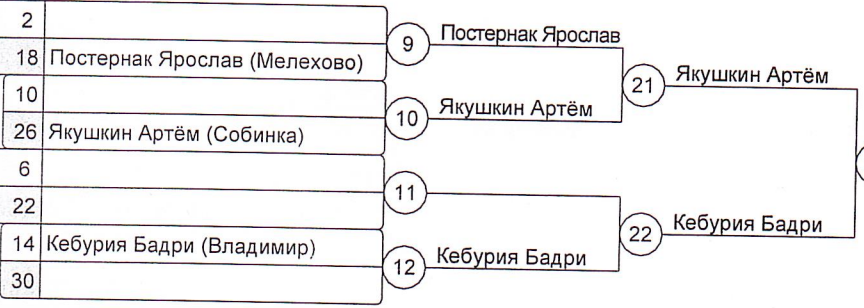 2
18 Постернак Ярослав (Мелехово)
9 Постернак Ярослав
10
26 Якушкин Артём (Собинка)
10 Якушкин Артём
21 Якушкин Артём
6
22
11
14 Кебурия Бадри (Владимир)
30
12 Кебурия Бадри
22 Кебурия Бадри